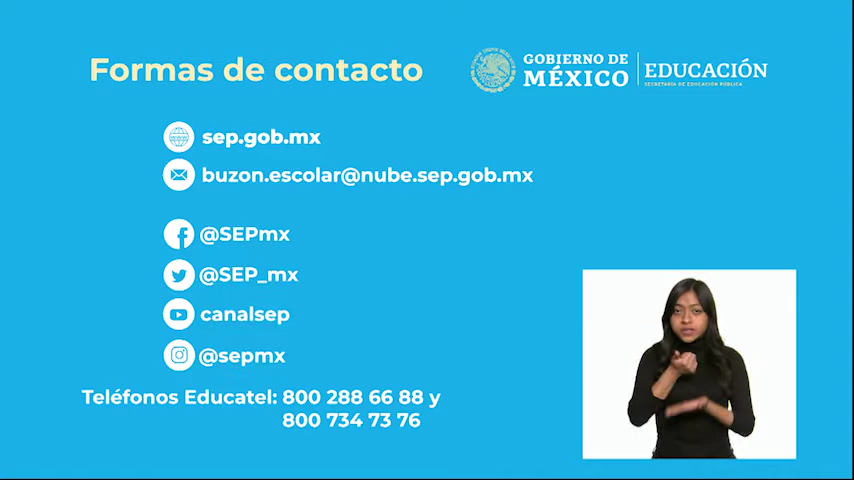 Formas de contacto
GOBIERNO DE
MÉXICO
EDUCACIÓN
SECRETARÍA DE EDUCACIÓN PÚBLICA
sep.gob.mx
buzon.escolar@nube.sep.gob.mx
@SEPmx
@SEP_mx
canalsep
@sepmx
Teléfonos Educatel: 800 288 66 88 y
800 734 73 76